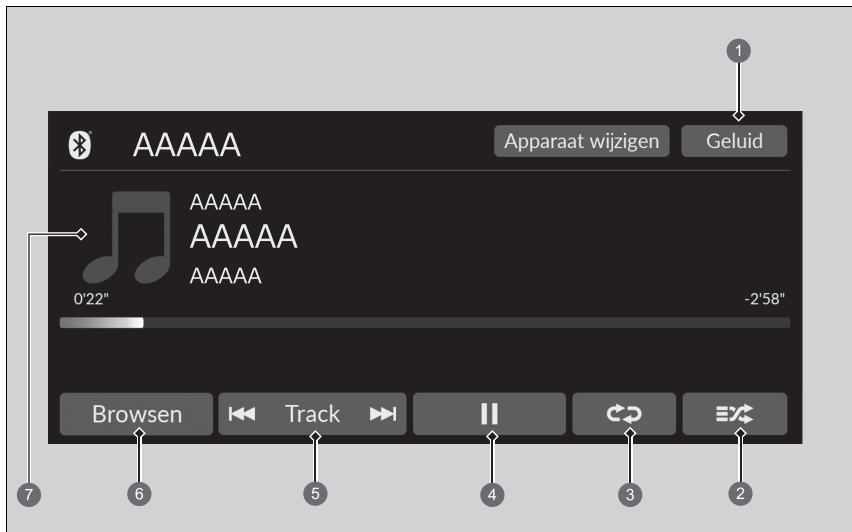 1
AAAAA
Apparaat wijzigen
Geluid
AAAAA
AAAAA
AAAAA
7
0'22"
-2'58"
Browsen
Track
6
5
4
3
2